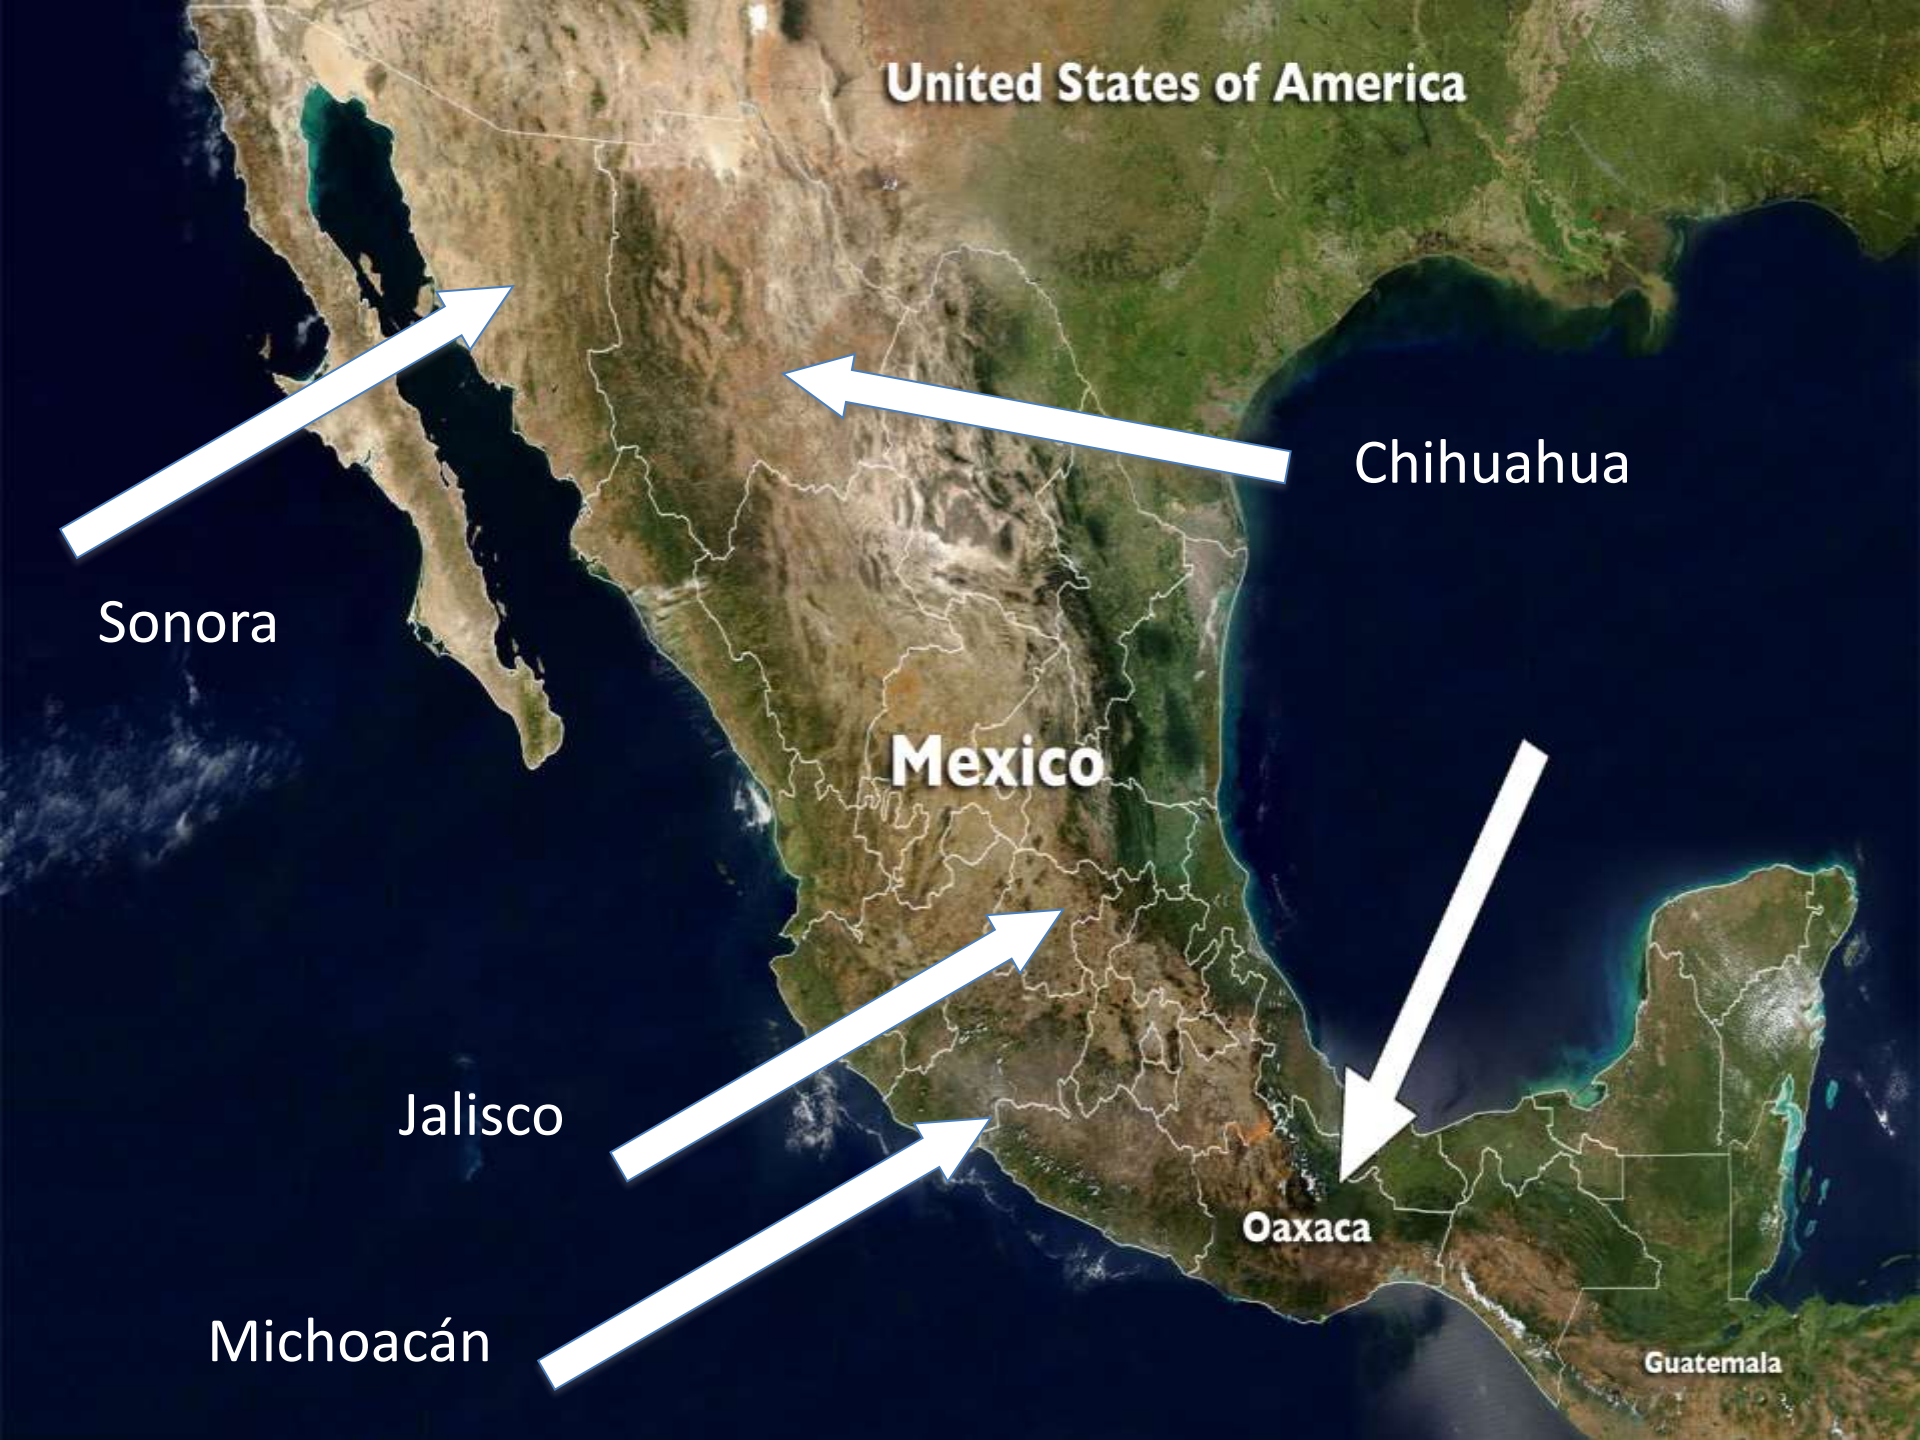 United States of America
Chihuahua
Sonora
Mexico
Jalisco
Oaxaca
Michoacán
Guatemala